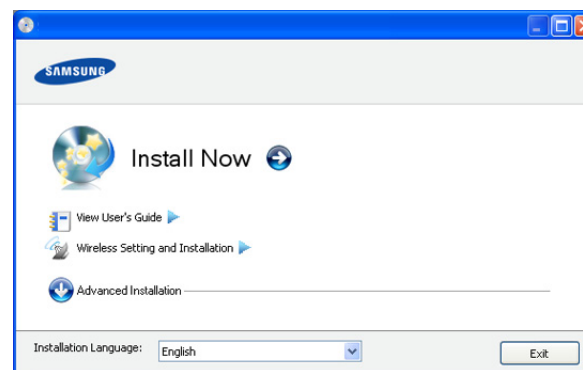 SAMSUNG
Install Now
View User's Guide
Wireless Setting and Installation
Advanced Installation
Installation Language: English Exit